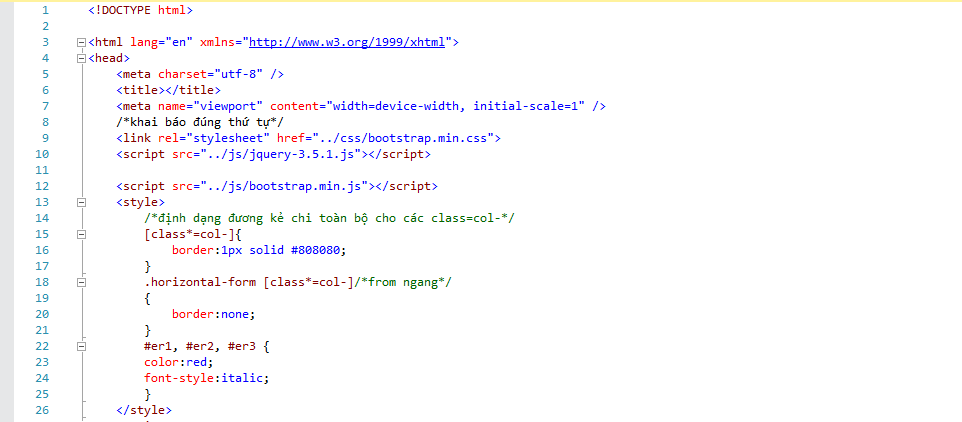 1 <!DOCTYPE html>
2
3 <html lang="en" xmlns="http://www.w3.org/1999/xhtml">
4 <head>
5 <meta charset="utf-8" />
6 <title></title>
7 <meta name="viewport" content="width=device-width, initial-scale=1" />
8 /*khai báo đúng thứ tự*/
9 <link rel="stylesheet" href="../css/bootstrap.min.css">
10 <script src="../js/jquery-3.5.1.js"></script>
11
12 <script src="../js/bootstrap.min.js"></script>
13 <style>
14 /*định dạng đương kẻ chi toàn bộ cho các class=col-*/
15 [class*=col-]{
16 border:1px solid #808080;
17 }
18 .horizontal-form [class*=col-]/*from ngang*/
19 {
20 border:none;
21 }
22 #er1, #er2, #er3 {
23 color:red;
24 font-style:italic;
25 }
26 </style>